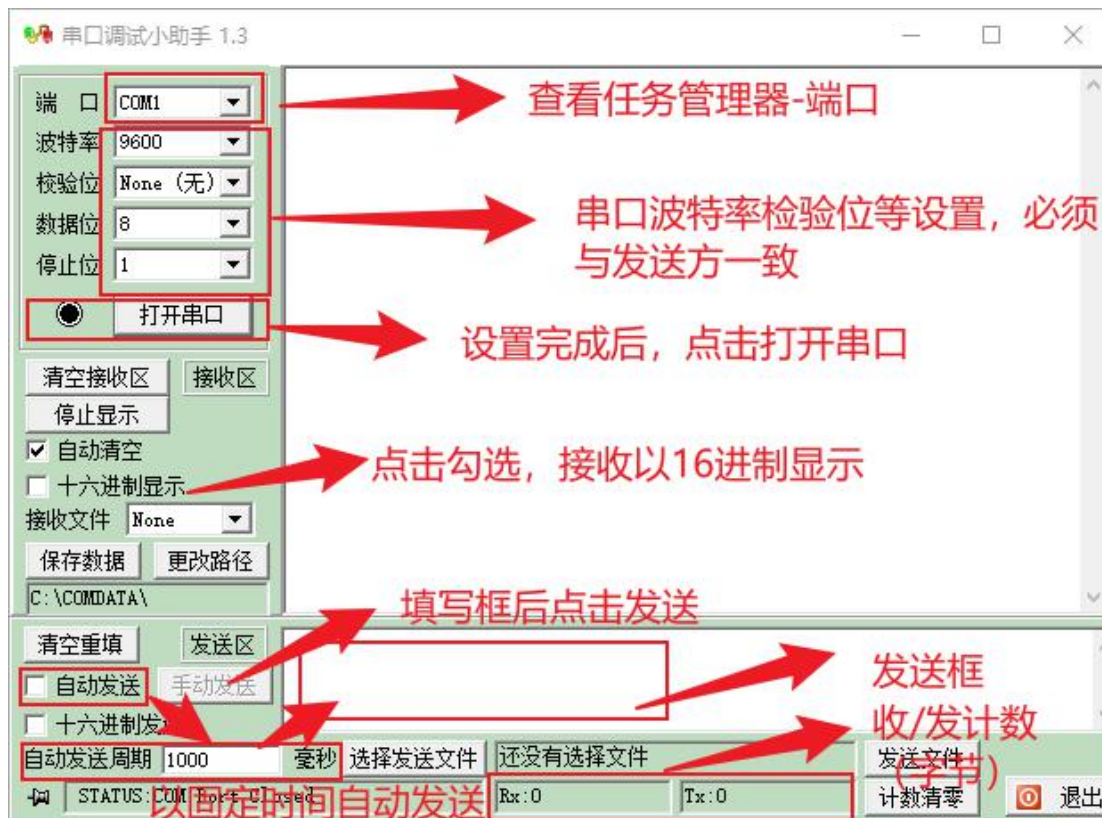 串口调试小助手 1.3
端 口 COM1
查看任务管理器-端口
波特率 9600
校验位 None (无)
数据位 8
串口波特率检验位等设置，必须
与发送方一致
停止位 1
打开串口
设置完成后，点击打开串口
清空接收区 接收区
停止显示
自动清空
点击勾选，接收以16进制显示
十六进制显示
接收文件 None
保存数据 更改路径
C:\COMDATA\
填写框后点击发送
清空重填 发送区
自动发送 手动发送
发送框
十六进制发
收/发计数
（字节）
自动发送周期 1000 毫秒 选择发送文件 还没有选择文件 发送文件
STATUS:COM Port Closed Rx:0 Tx:0 计数清零 退出
以固定时间自动发送